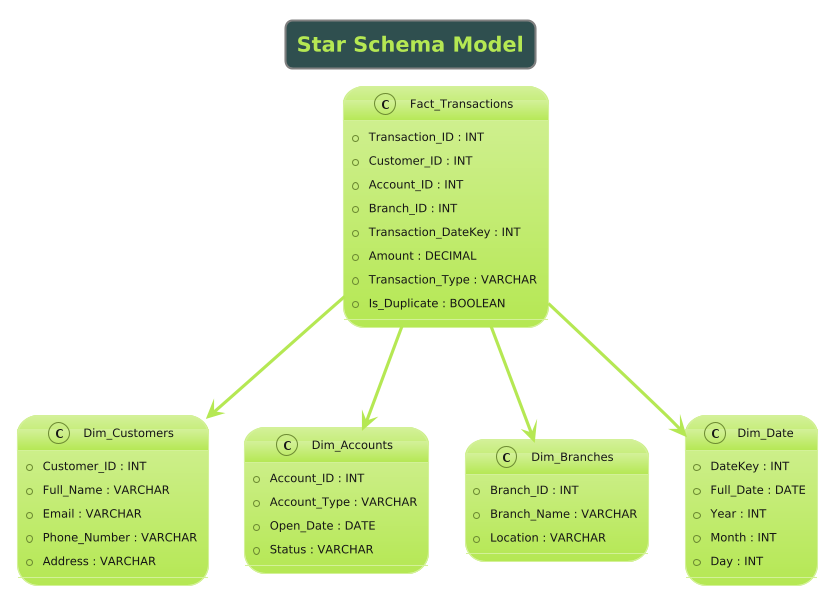 Star Schema Model
C Fact_Transactions
Transaction_ID : INT
Customer_ID : INT
Account_ID : INT
Branch_ID : INT
Transaction_DateKey : INT
Amount : DECIMAL
Transaction_Type : VARCHAR
Is_Duplicate : BOOLEAN
C Dim_Customers
Customer_ID : INT
Full_Name : VARCHAR
Email : VARCHAR
Phone_Number : VARCHAR
Address : VARCHAR
C Dim_Accounts
Account_ID : INT
Account_Type : VARCHAR
Open_Date : DATE
Status : VARCHAR
C Dim_Branches
Branch_ID : INT
Branch_Name : VARCHAR
Location : VARCHAR
C Dim_Date
DateKey : INT
Full_Date : DATE
Year : INT
Month : INT
Day : INT